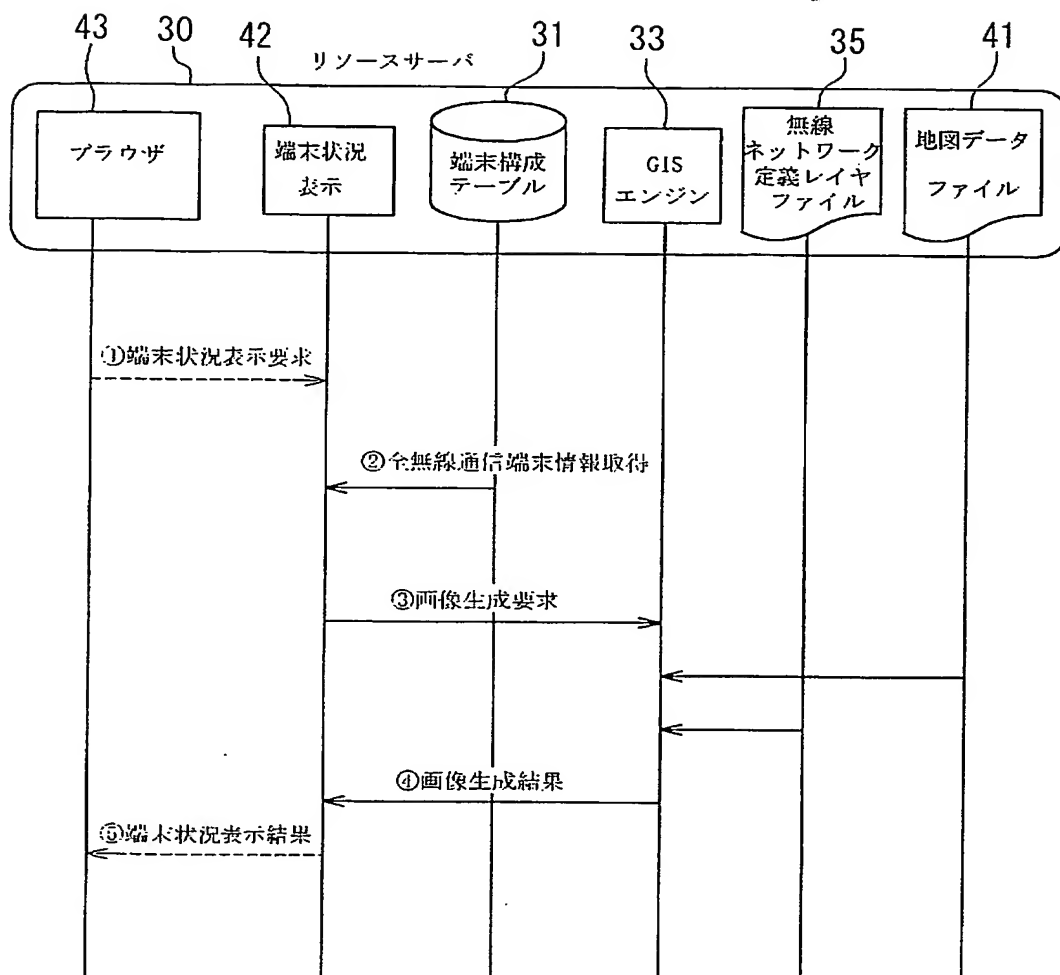 43
30
42
リソースサーバ
31
33
35
41
ブラウザ
端末状況
表示
端末構成
テーブル
GIS
エンジン
無線
ネットワーク
定義レイヤ
ファイル
地図データ
ファイル
①端末状況表示要求
②全無線通信端末情報取得
③画像生成要求
④画像生成結果
⑤端末状況表示結果